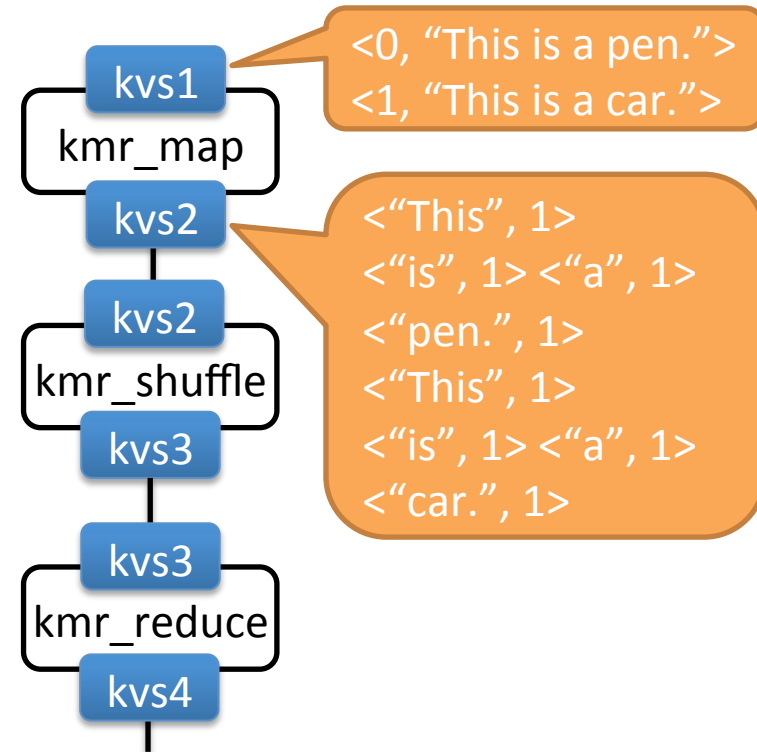 kvs1
kmr_map
kvs2
kvs2
kmr_shuffle
kvs3
kvs3
kmr_reduce
kvs4
<0, “This is a pen.”>
<1, “This is a car.”>
<“This”, 1>
<“is”, 1> <“a”, 1>
<“pen.”, 1>
<“This”, 1>
<“is”, 1> <“a”, 1>
<“car.”, 1>